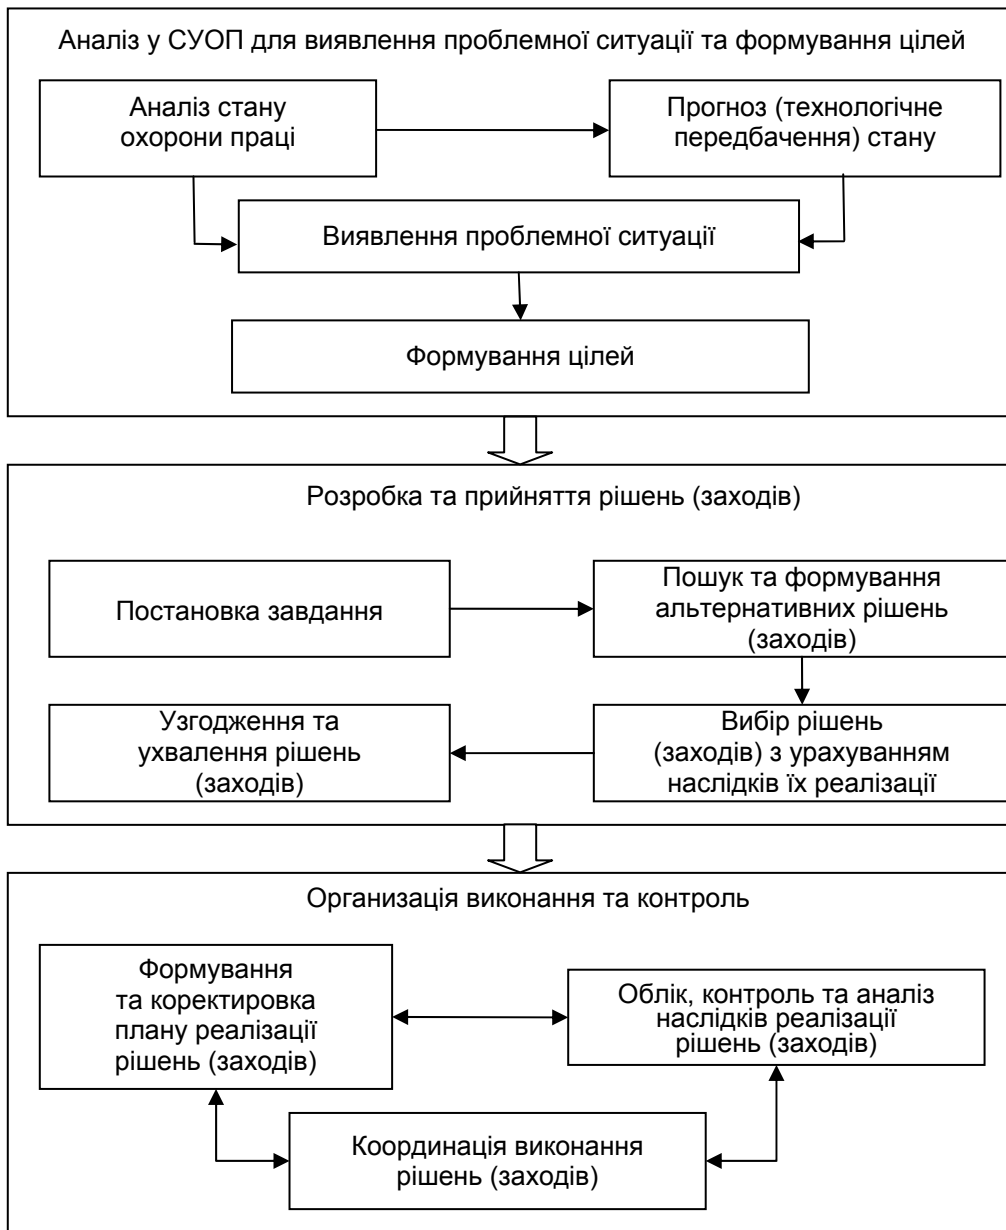 Аналіз у СУОП для виявлення проблемної ситуації та формування цілей
Аналіз стану
охорони праці
Прогноз (технологічне
передбачення) стану
Виявлення проблемної ситуації
Формування цілей
Розробка та прийняття рішень (заходів)
Постановка завдання
Пошук та формування
альтернативних рішень
(заходів)
Узгодження та
ухвалення рішень
(заходів)
Вибір рішень
(заходів) з урахуванням
наслідків їх реалізації
Организація виконання та контроль
Формування
та коректировка
плану реалізації
рішень (заходів)
Облік, контроль та аналіз
наслідків реалізації
рішень (заходів)
Координація виконання
рішень (заходів)